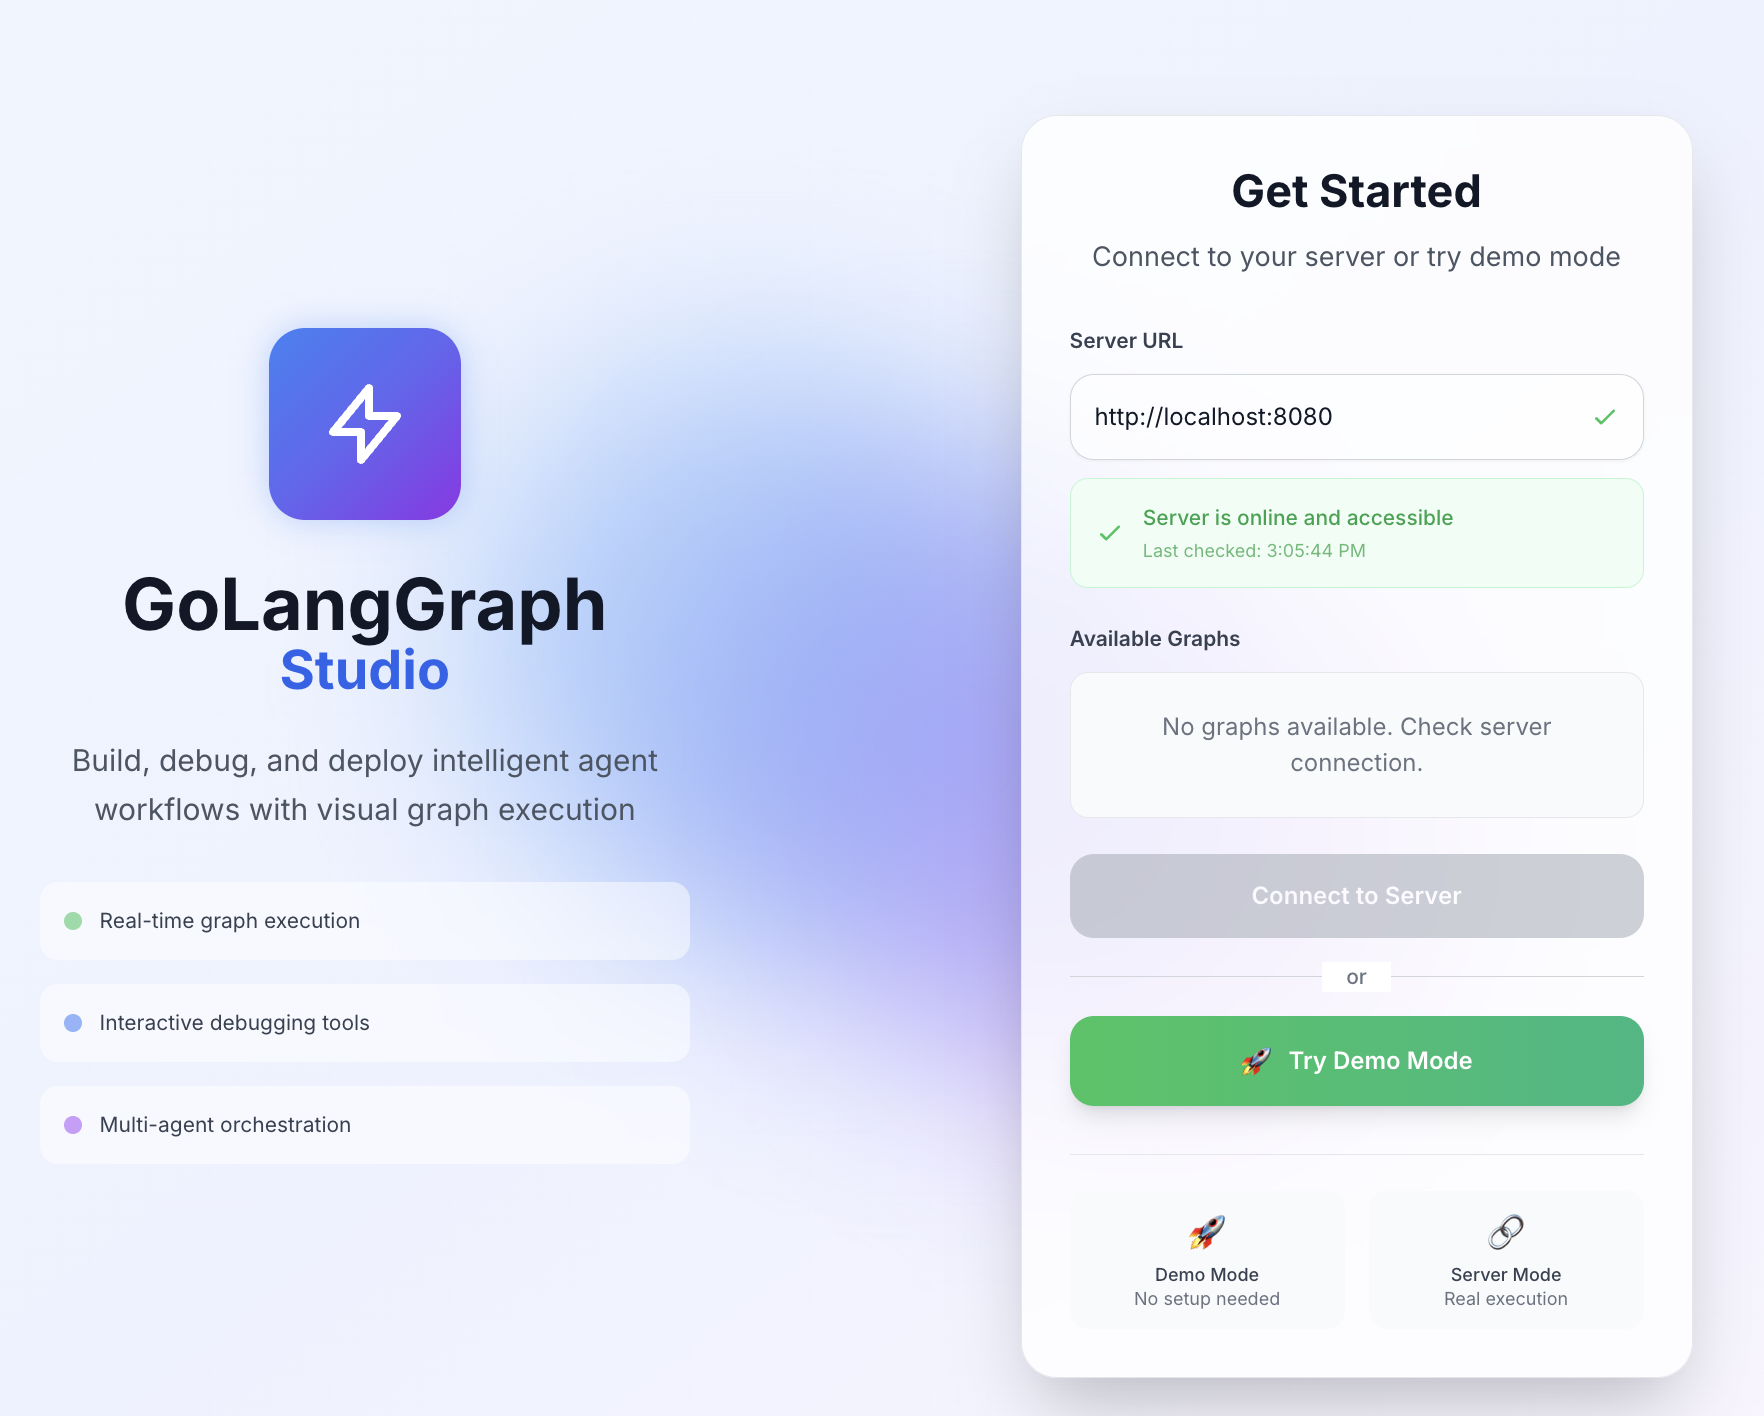 GoLangGraph
Studio
Build, debug, and deploy intelligent agent
workflows with visual graph execution
Real-time graph execution
Interactive debugging tools
Multi-agent orchestration
Get Started
Connect to your server or try demo mode
Server URL
http://localhost:8080
Server is online and accessible
Last checked: 3:05:44 PM
Available Graphs
No graphs available. Check server
connection.
Connect to Server
or
🚀 Try Demo Mode
Demo Mode
No setup needed
Server Mode
Real execution